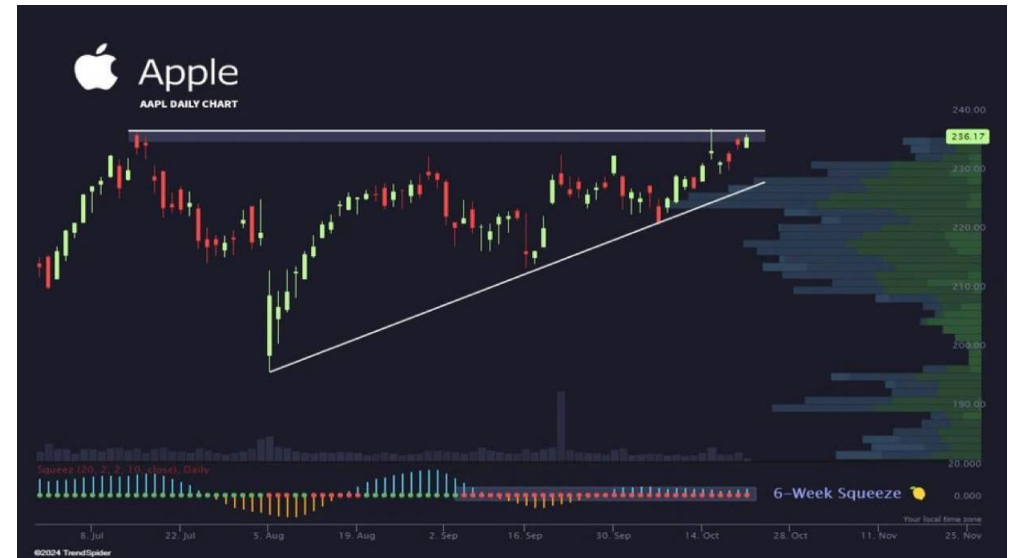 Apple
AAPL DAILY CHART
240.00
236.17
230.00
220.00
210.00
200.00
190.00
20.000
Squeez (20, 2, 2, 10, close), Daily
6-Week Squeeze 🍋
0.000
Your local time zone
8. Jul
22. Jul
5. Aug
19. Aug
2. Sep
16. Sep
30. Sep
14. Oct
28. Oct
11. Nov
25. Nov
©2024 TrendSpider